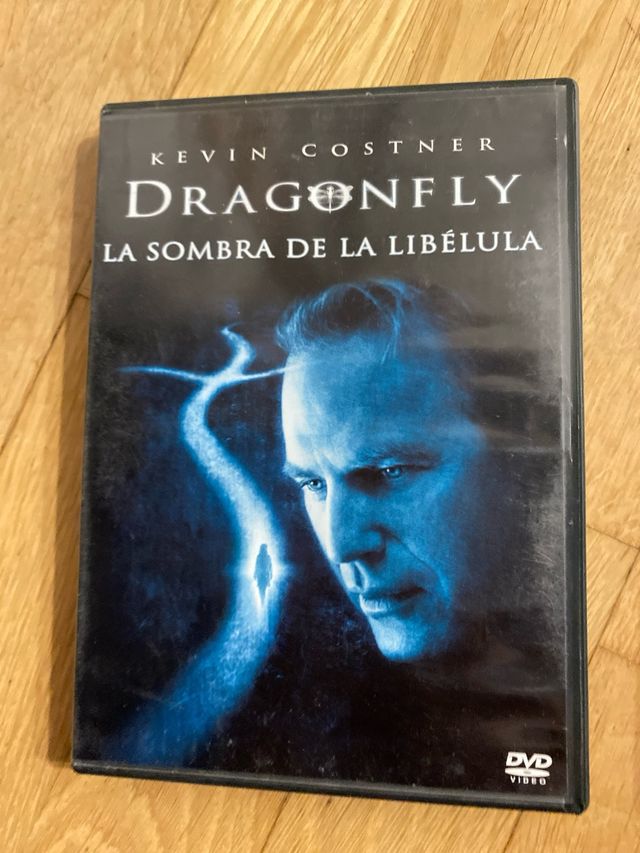 KEVIN COSTNER
DRAGONFLY
LA SOMBRA DE LA LIBÉLULA
DVD
VIDEO